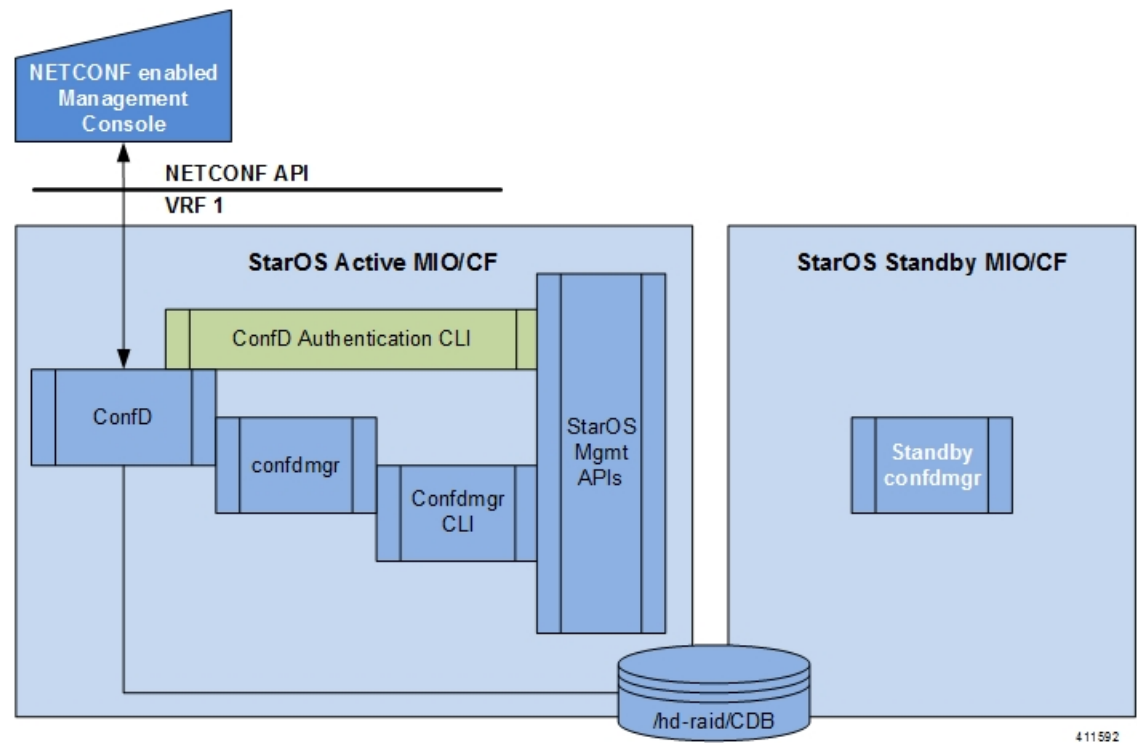 NETCONF enabled
Management
Console
NETCONF API
VRF 1
StarOS Active MIO/CF
StarOS Standby MIO/CF
ConfD Authentication CLI
ConfD
confdmgr
Confdmgr
CLI
StarOS
Mgmt
APIs
Standby
confdmgr
/hd-raid/CDB
411592